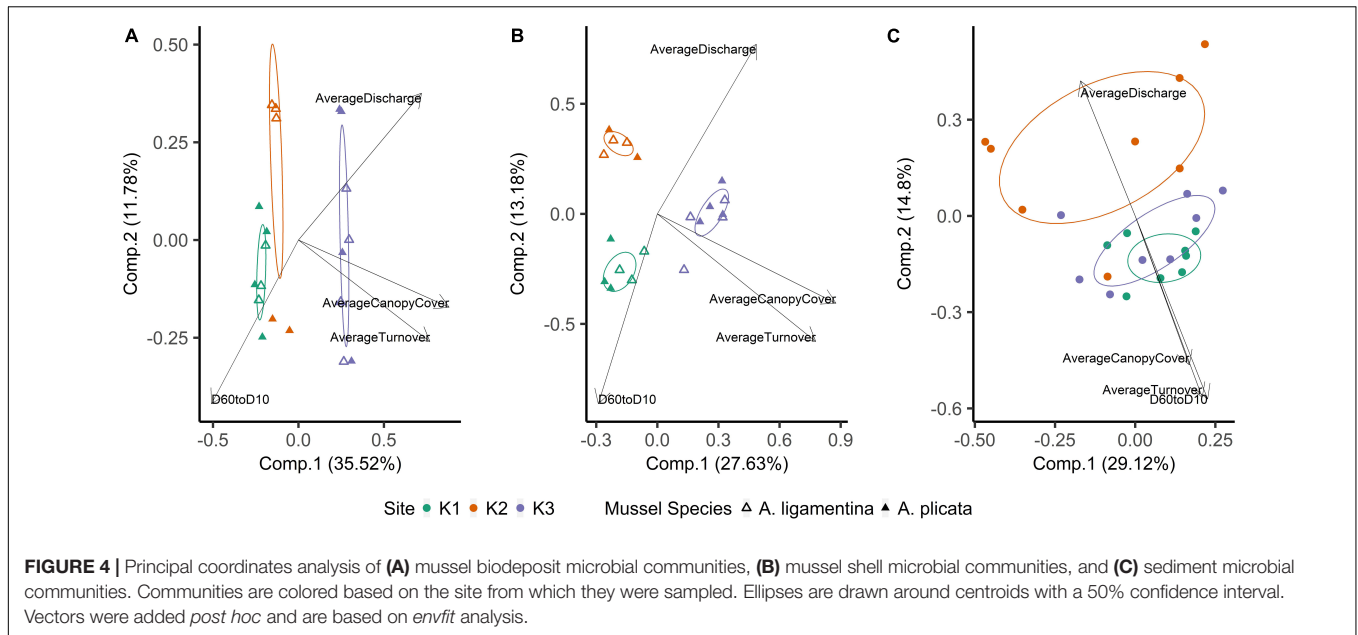 A
B
C
0.50
0.25
0.00
-0.25
Comp.2 (11.78%)
-0.5
0.0
0.5
Comp.1 (35.52%)
AverageDischarge
AverageCanopyCover
AverageTurnover
D60toD10
0.5
0.0
-0.5
Comp.2 (13.18%)
-0.3
0.0
0.3
0.6
0.9
Comp.1 (27.63%)
AverageDischarge
AverageCanopyCover
AverageTurnover
D60toD10
0.3
0.0
-0.3
-0.6
Comp.2 (14.8%)
-0.50
-0.25
0.00
0.25
Comp.1 (29.12%)
AverageDischarge
AverageCanopyCover
AverageTurnover
D60toD10
Site K1 K2 K3 Mussel Species A. ligamentina A. plicata
FIGURE 4 | Principal coordinates analysis of (A) mussel biodeposit microbial communities, (B) mussel shell microbial communities, and (C) sediment microbial
communities. Communities are colored based on the site from which they were sampled. Ellipses are drawn around centroids with a 50% confidence interval.
Vectors were added post hoc and are based on envfit analysis.